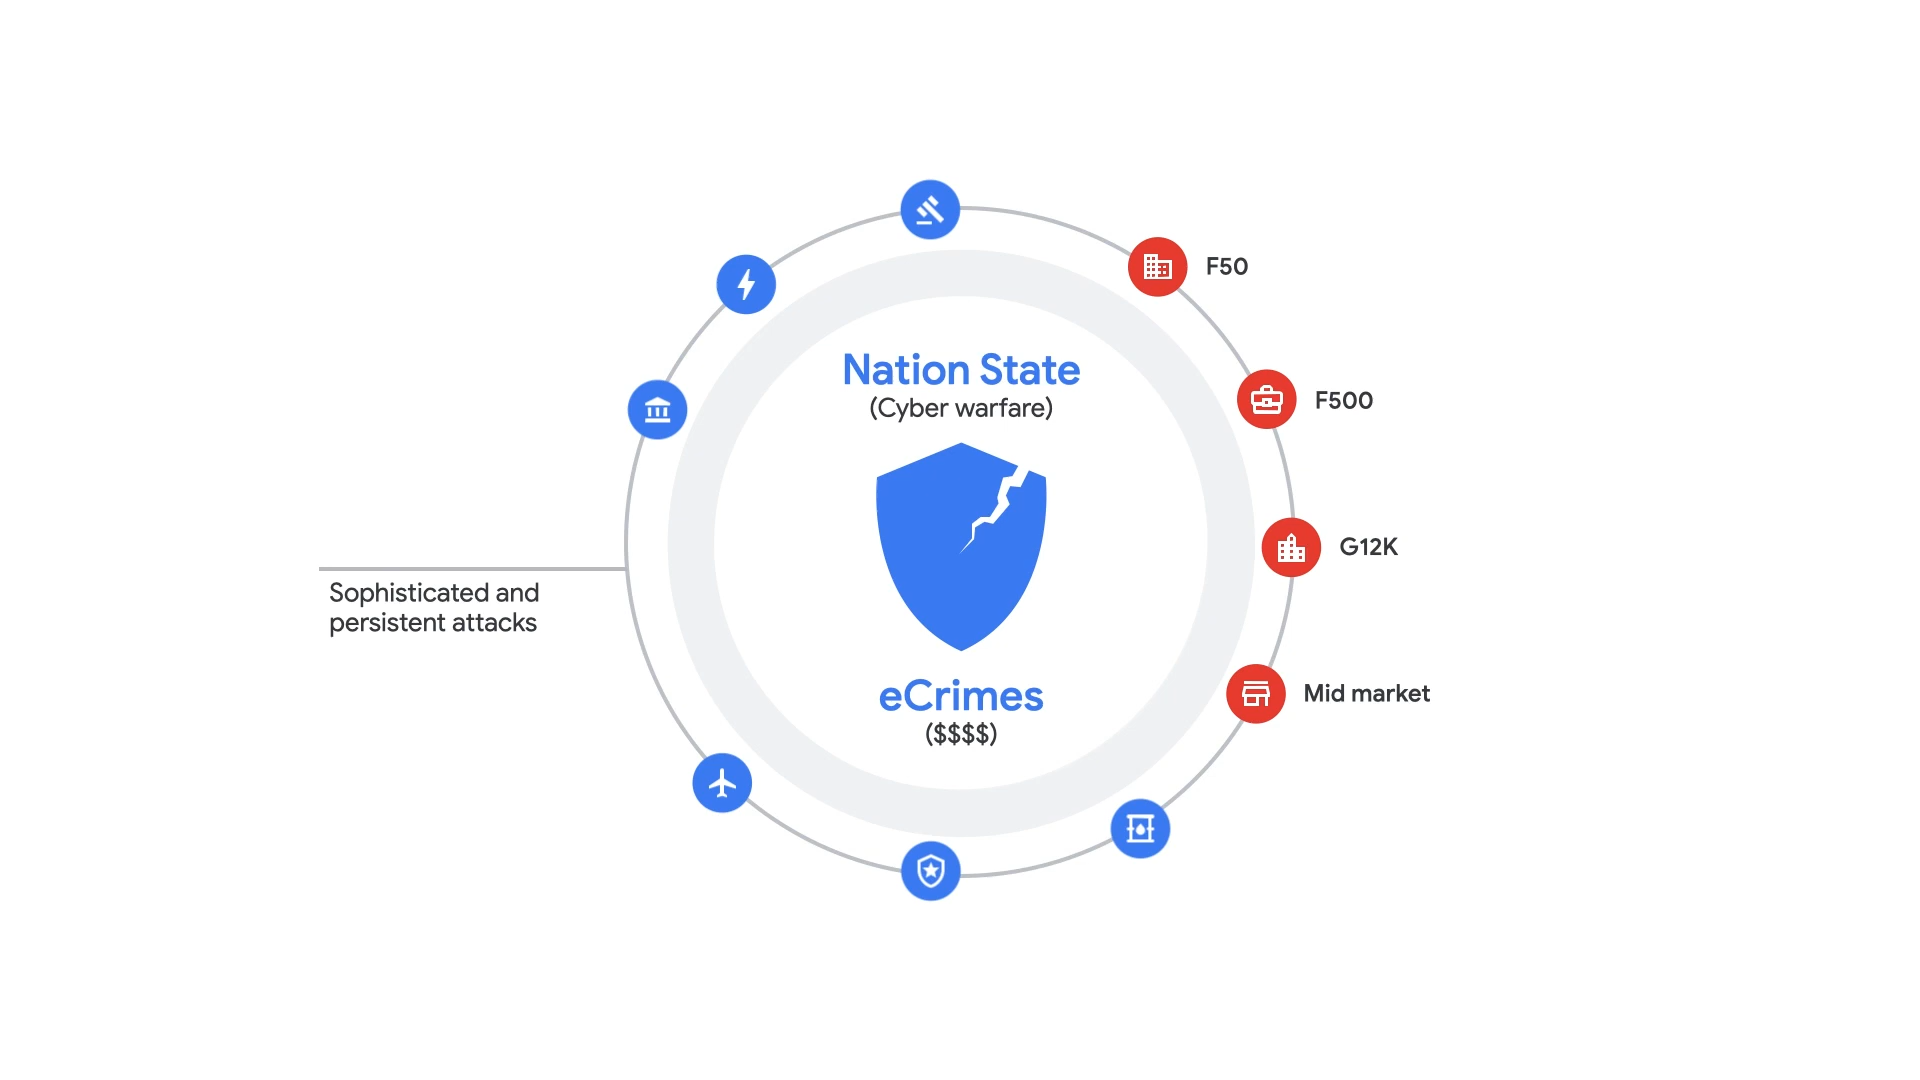 F50
Nation State
(Cyber warfare)
F500
G12K
Sophisticated and
persistent attacks
Mid market
eCrimes
($$$$)